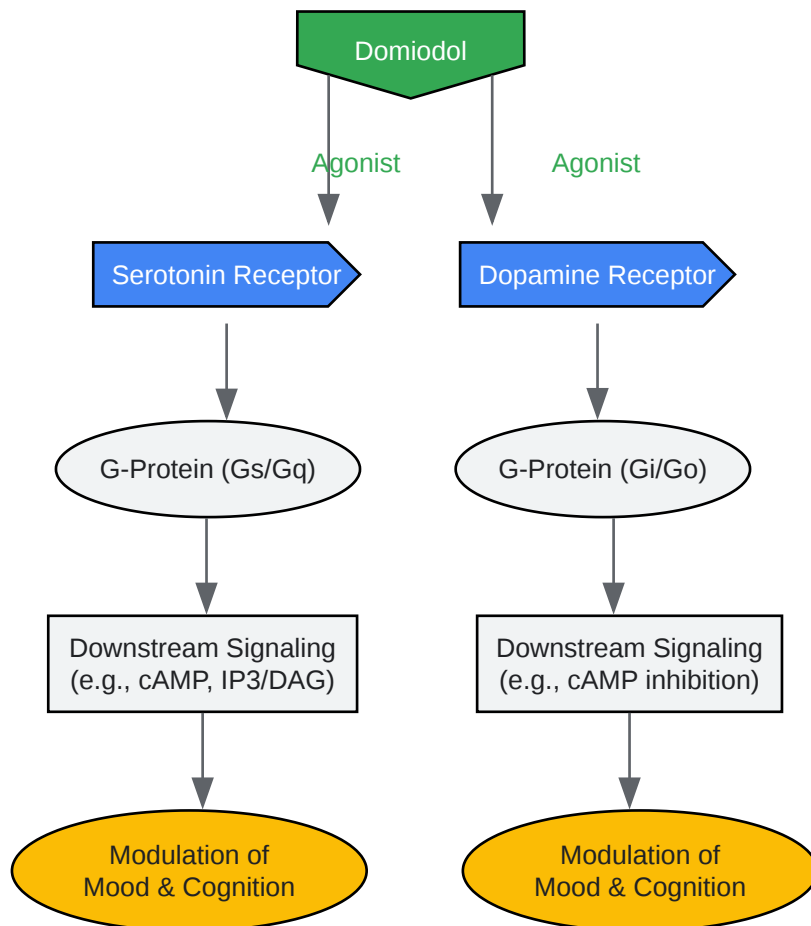 Domiodol
Agonist
Agonist
Serotonin Receptor
Dopamine Receptor
G-Protein (Gs/Gq)
G-Protein (Gi/Go)
Downstream Signaling
(e.g., cAMP, IP3/DAG)
Downstream Signaling
(e.g., cAMP inhibition)
Modulation of
Mood & Cognition
Modulation of
Mood & Cognition